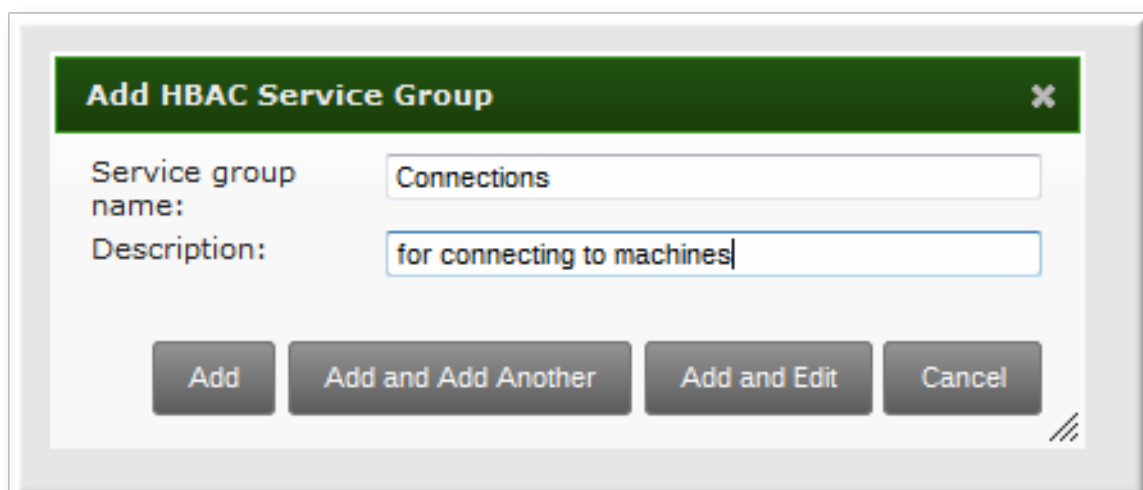 Add HBAC Service Group
Service group
name:
Connections
Description:
for connecting to machines
Add
Add and Add Another
Add and Edit
Cancel